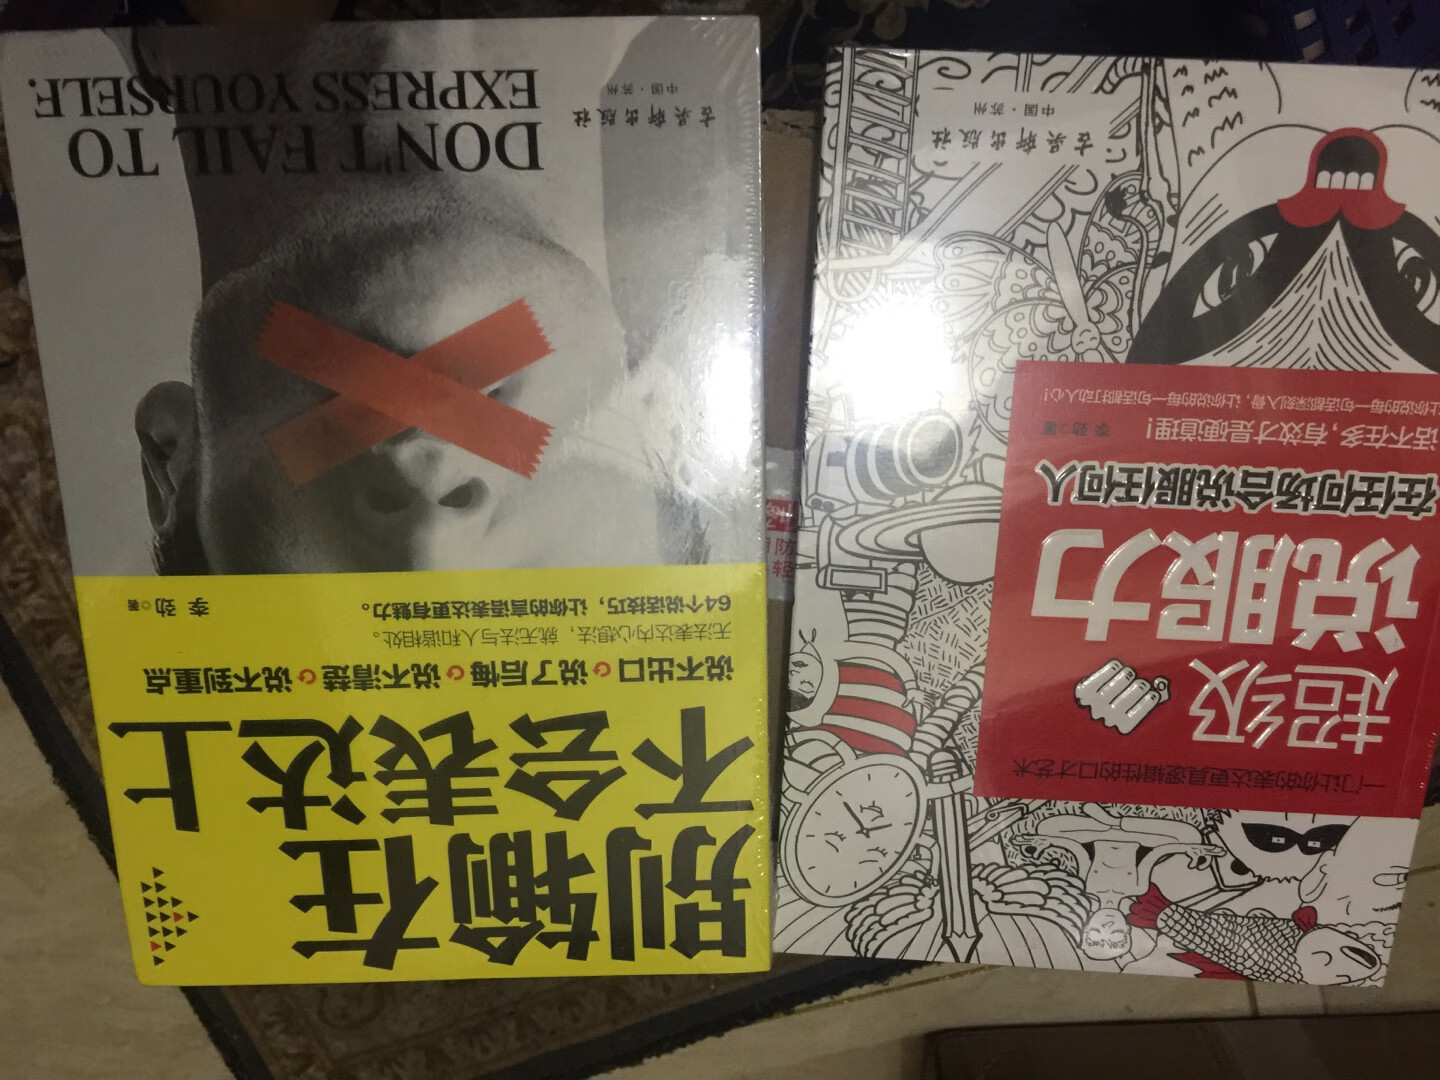 别输在
不会表达上
说不出口 说了后悔 说不清楚 说不到重点
无法表达内心想法，就无法与人和谐相处。
64个说话技巧，让你的言语表达更有魅力。
李 劲 著
DON'T FAIL TO
EXPRESS YOURSELF.
古吴轩出版社
中国·苏州
一门让你的表达更具逻辑性的口才艺术
超级
说服力
在任何场合说服任何人
话不在多，有效才是硬道理！
李 劲 著
让你说的每一句话都深刻入骨，让你说的每一句话都打动人心！
古吴轩出版社
中国·苏州
防